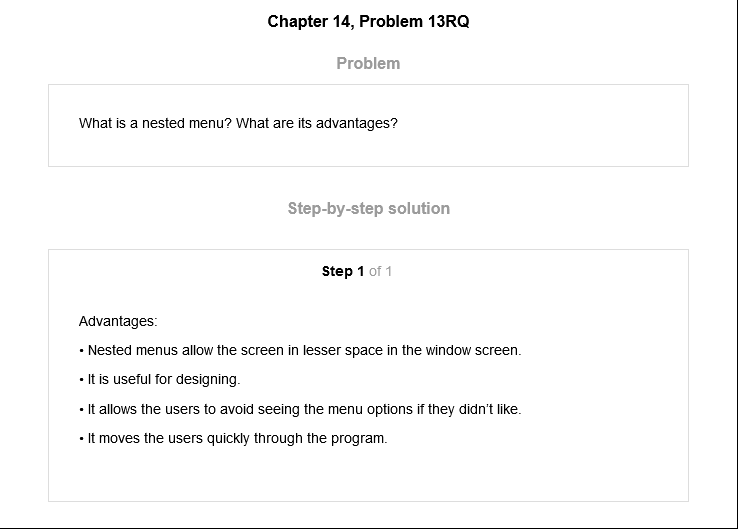 Chapter 14, Problem 13RQ
Problem
What is a nested menu? What are its advantages?
Step-by-step solution
Step 1 of 1
Advantages:
• Nested menus allow the screen in lesser space in the window screen.
• It is useful for designing.
• It allows the users to avoid seeing the menu options if they didn’t like.
• It moves the users quickly through the program.